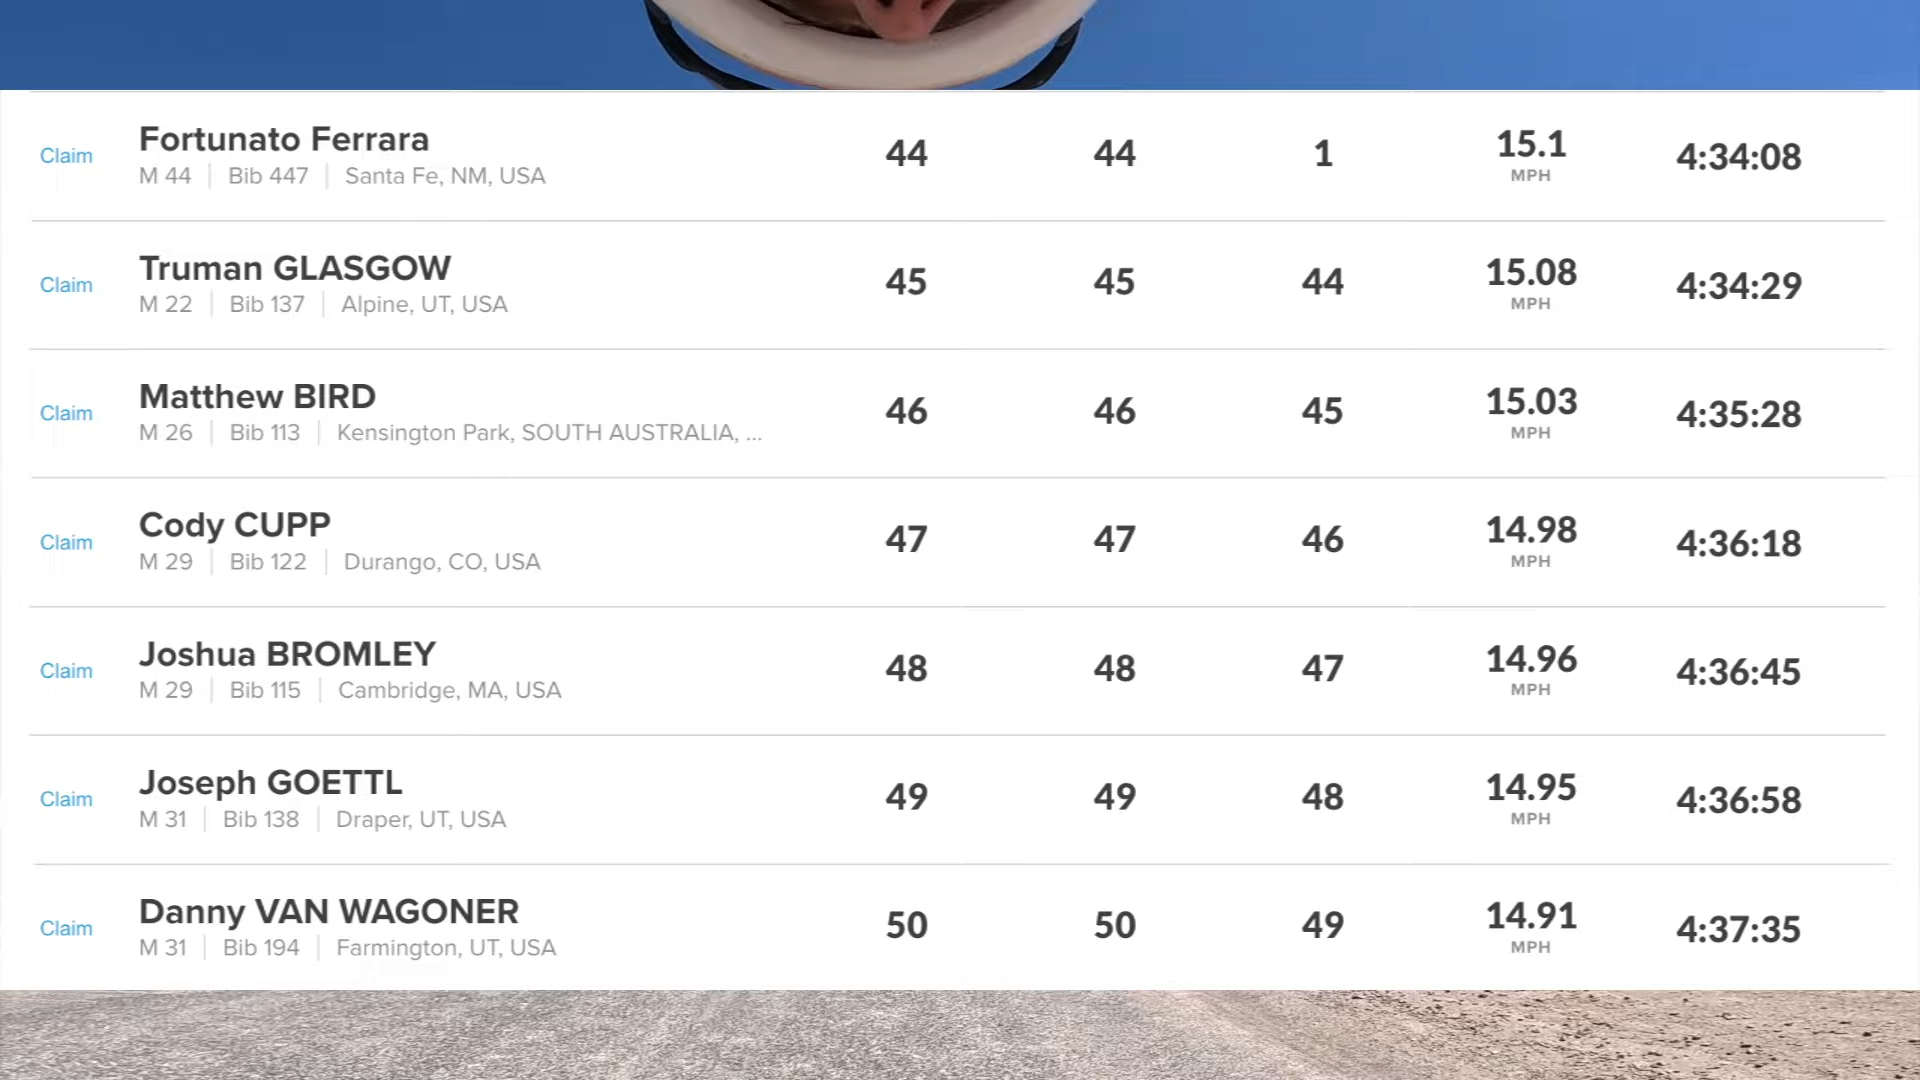 Claim Fortunato Ferrara 44 44 1 15.1 MPH 4:34:08
M 44 | Bib 447 | Santa Fe, NM, USA
Claim Truman GLASGOW 45 45 44 15.08 MPH 4:34:29
M 22 | Bib 137 | Alpine, UT, USA
Claim Matthew BIRD 46 46 45 15.03 MPH 4:35:28
M 26 | Bib 113 | Kensington Park, SOUTH AUSTRALIA, ...
Claim Cody CUPP 47 47 46 14.98 MPH 4:36:18
M 29 | Bib 122 | Durango, CO, USA
Claim Joshua BROMLEY 48 48 47 14.96 MPH 4:36:45
M 29 | Bib 115 | Cambridge, MA, USA
Claim Joseph GOETTL 49 49 48 14.95 MPH 4:36:58
M 31 | Bib 138 | Draper, UT, USA
Claim Danny VAN WAGONER 50 50 49 14.91 MPH 4:37:35
M 31 | Bib 194 | Farmington, UT, USA